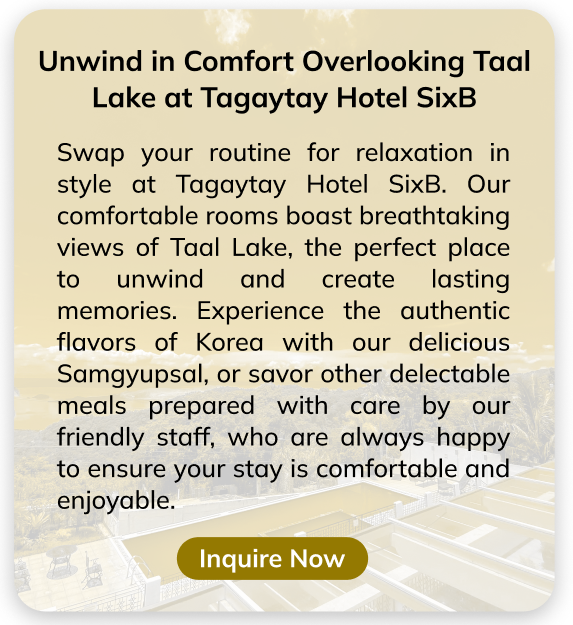 Unwind in Comfort Overlooking Taal
Lake at Tagaytay Hotel SixB
Swap your routine for relaxation in
style at Tagaytay Hotel SixB. Our
comfortable rooms boast breathtaking
views of Taal Lake, the perfect place
to unwind and create lasting
memories. Experience the authentic
flavors of Korea with our delicious
Samgyupsal, or savor other delectable
meals prepared with care by our
friendly staff, who are always happy
to ensure your stay is comfortable and
enjoyable.
Inquire Now